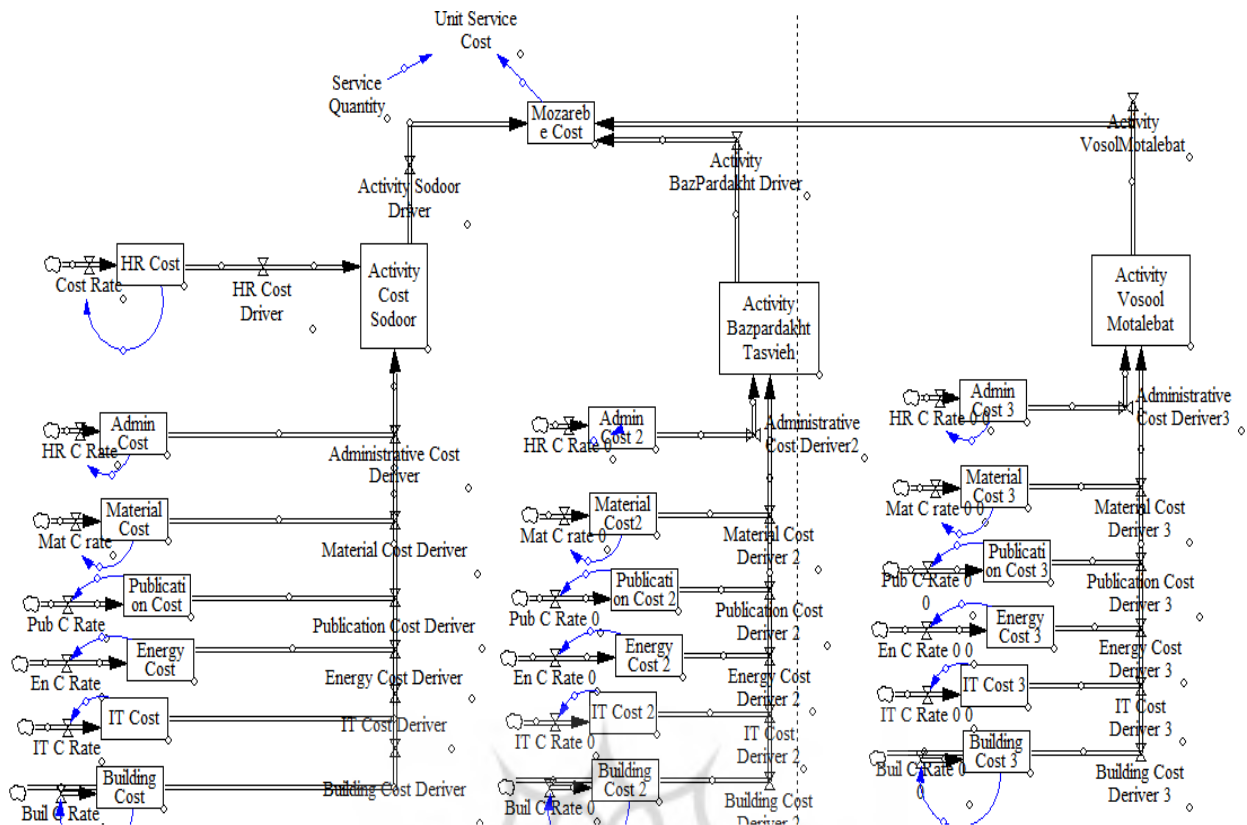 Unit Service
Cost
Service
Quantity
Mozareb
e Cost
Activity
VosolMotalebat
Activity
BazPardakht Driver
Activity Sodoor
Driver
HR Cost
Cost Rate
HR Cost
Driver
Activity
Cost
Sodoor
Activity
Bazpardakht
Tasvieh
Activity
Vosool
Motalebat
Admin
Cost
HR C Rate
Administrative Cost
Deriver
Material
Cost
Mat C rate
Material Cost Deriver
Publicati
on Cost
Pub C Rate
Publication Cost Deriver
Energy
Cost
En C Rate
Energy Cost Deriver
IT Cost
IT C Rate
IT Cost Deriver
Building
Cost
Buil C Rate
Building Cost Deriver
Admin
Cost 2
HR C Rate 0
Administrative
Cost Deriver2
Material
Cost2
Mat C rate 0
Material Cost
Deriver 2
Publicati
on Cost 2
Pub C Rate 0
Publication Cost
Deriver 2
Energy
Cost 2
En C Rate 0
Energy Cost
Deriver 2
IT Cost 2
IT C Rate 0
IT Cost
Deriver 2
Building
Cost 2
Buil C Rate 0
Building Cost
Deriver 2
Admin
Cost 3
HR C Rate 0 0
Administrative
Cost Deriver3
Material
Cost 3
Mat C rate 0 0
Material Cost
Deriver 3
Publicati
on Cost 3
Pub C Rate 0
0
Publication Cost
Deriver 3
Energy
Cost 3
En C Rate 0 0
Energy Cost
Deriver 3
IT Cost 3
IT C Rate 0 0
IT Cost
Deriver 3
Building
Cost 3
Buil C Rate 0
0
Building Cost
Deriver 3